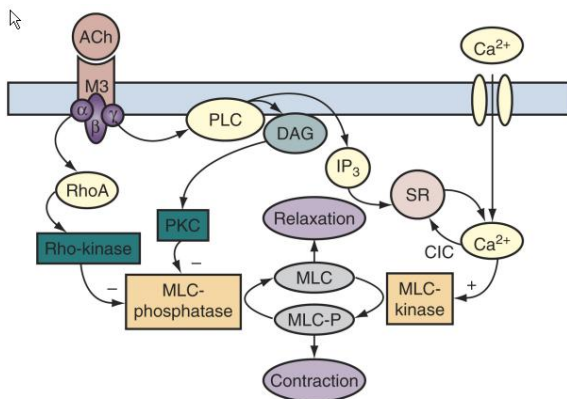 ACh
M3
α
β
γ
PLC
DAG
IP3
Ca2+
RhoA
SR
PKC
Relaxation
Rho-kinase
CIC
Ca2+
–
–
+
MLC-
phosphatase
MLC
MLC-P
MLC-
kinase
Contraction